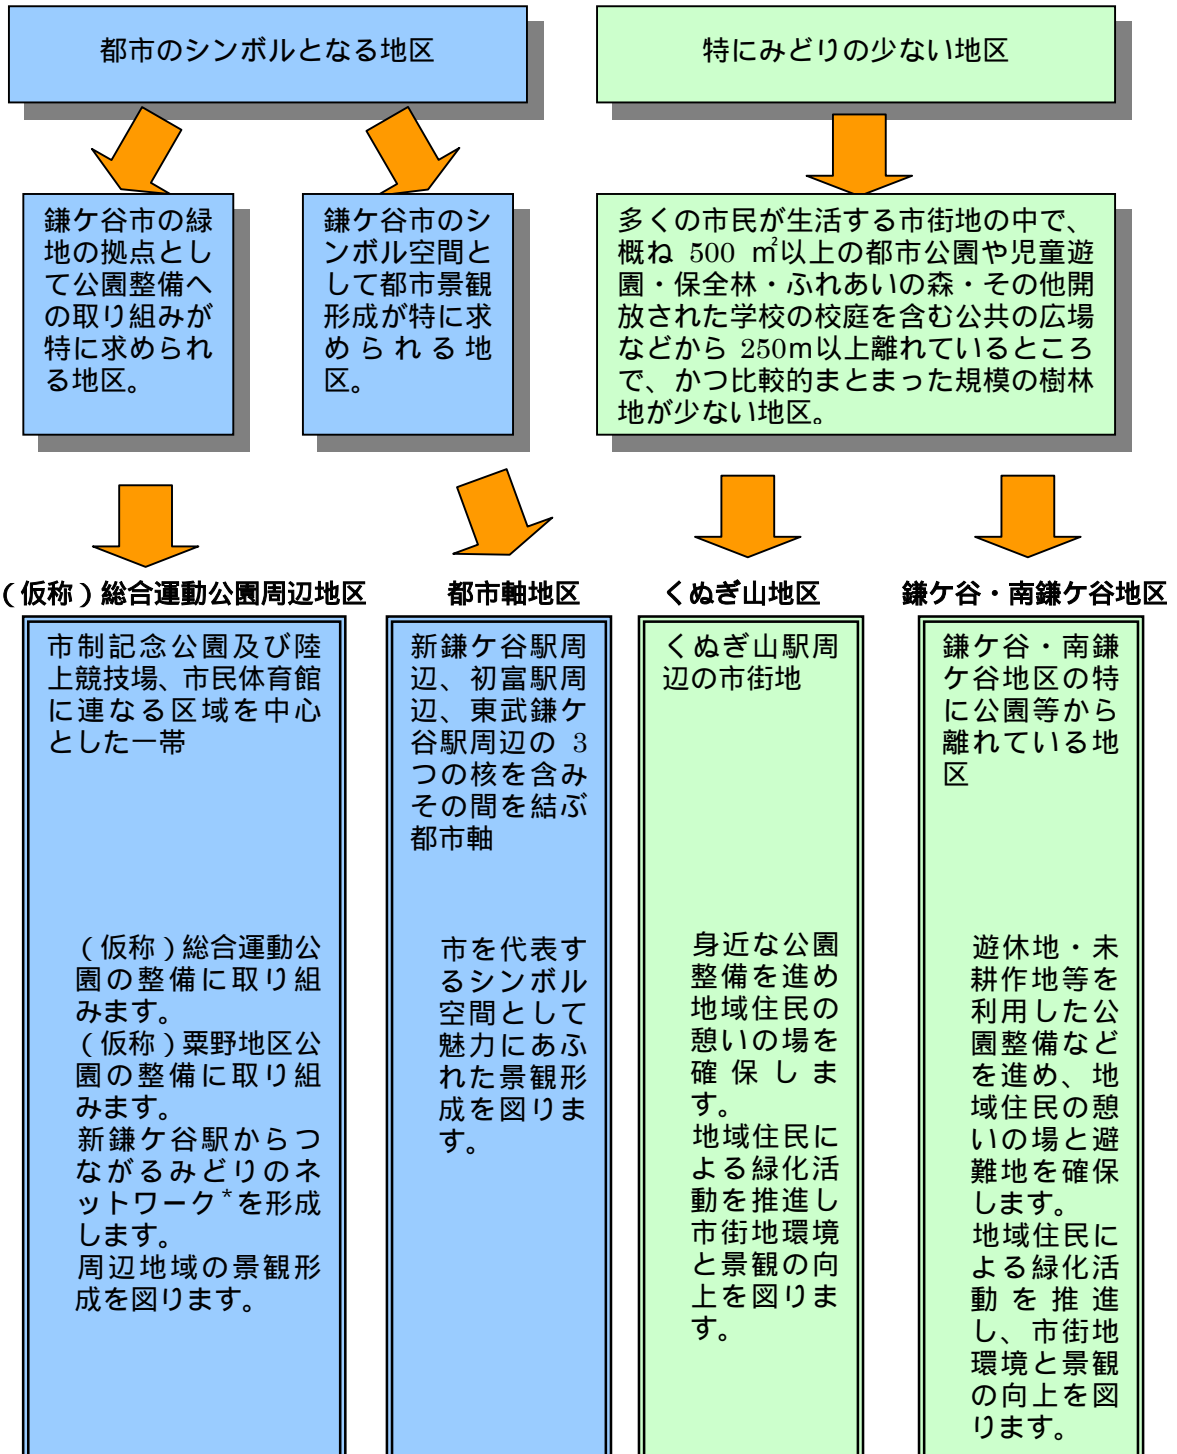 都市のシンボルとなる地区
特にみどりの少ない地区
鎌ケ谷市の緑
地の拠点とし
て公園整備へ
の取り組みが
特に求められ
る地区。
鎌ケ谷市のシ
ンボル空間と
して都市景観
形成が特に求
められる地
区。
多くの市民が生活する市街地の中で、
概ね 500 ㎡以上の都市公園や児童遊
園・保全林・ふれあいの森・その他開
放された学校の校庭を含む公共の広場
などから 250m以上離れているところ
で、かつ比較的まとまった規模の樹林
地が少ない地区。
(仮称)総合運動公園周辺地区
市制記念公園及び陸
上競技場、市民体育館
に連なる区域を中心
とした一帯
(仮称)総合運動公
園の整備に取り組
みます。
(仮称)粟野地区公
園の整備に取り組
みます。
新鎌ケ谷駅からつ
ながるみどりのネ
ットワーク*を形成
します。
周辺地域の景観形
成を図ります。
都市軸地区
新鎌ケ谷駅周
辺、初富駅周
辺、東武鎌ケ
谷駅周辺の 3
つの核を含み
その間を結ぶ
都市軸
市を代表す
るシンボル
空間として
魅力にあふ
れた景観形
成を図りま
す。
くぬぎ山地区
くぬぎ山駅周
辺の市街地
身近な公園
整備を進め
地域住民の
憩いの場を
確保しま
す。
地域住民に
よる緑化活
動を推進し
市街地環境
と景観の向
上を図りま
す。
鎌ケ谷・南鎌ケ谷地区
鎌ケ谷・南鎌
ケ谷地区の特
に公園等から
離れている地
区
遊休地・未
耕作地等を
利用した公
園整備など
を進め、地
域住民の憩
いの場と避
難地を確保
します。
地域住民に
よる緑化活
動を推進
し、市街地
環境と景観
の向上を図
ります。